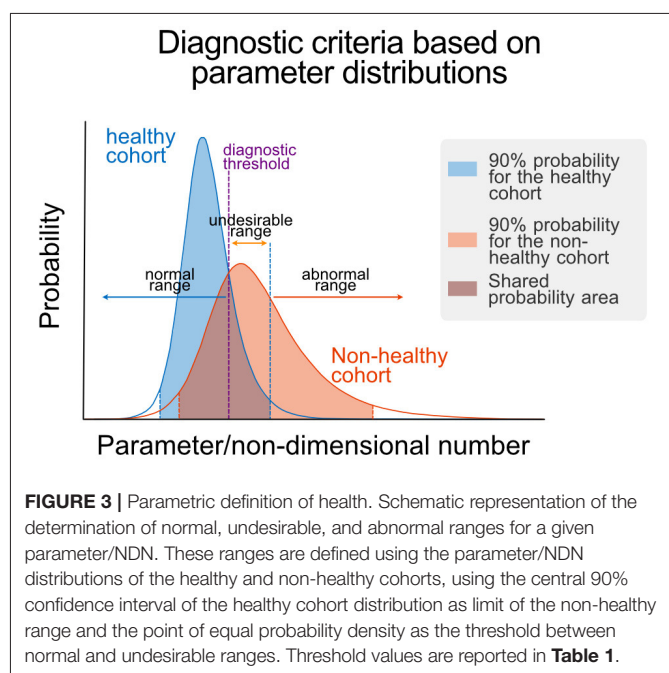 Diagnostic criteria based on
parameter distributions
healthy
cohort
diagnostic
threshold
undesirable
range
normal
range
abnormal
range
Non-healthy
cohort
90% probability
for the healthy
cohort
90% probability
for the non-
healthy cohort
Shared
probability area
Probability
Parameter/non-dimensional number
FIGURE 3 | Parametric definition of health. Schematic representation of the
determination of normal, undesirable, and abnormal ranges for a given
parameter/NDN. These ranges are defined using the parameter/NDN
distributions of the healthy and non-healthy cohorts, using the central 90%
confidence interval of the healthy cohort distribution as limit of the non-healthy
range and the point of equal probability density as the threshold between
normal and undesirable ranges. Threshold values are reported in Table 1.